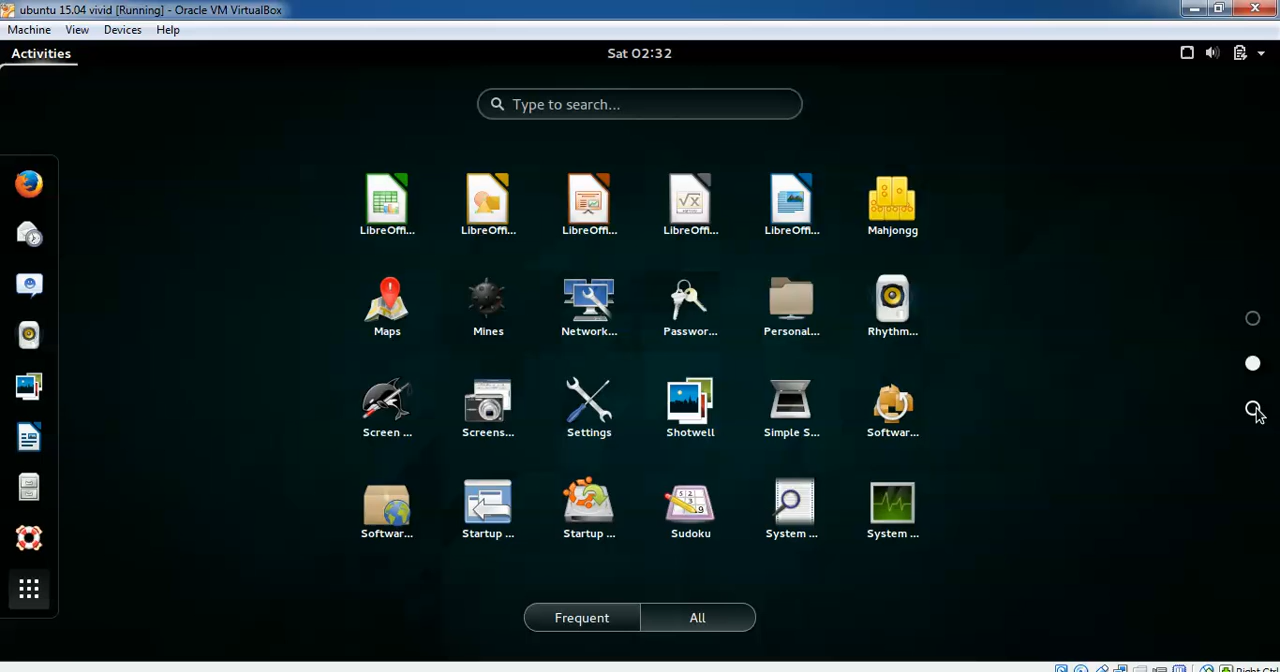 ubuntu 15.04 vivid [Running] - Oracle VM VirtualBox
Machine View Devices Help
Activities Sat 02:32
Type to search...
LibreOffi... LibreOffi... LibreOffi... LibreOffi... LibreOffi... Mahjongg
Maps Mines Network... Passwor... Personal... Rhythm...
Screen ... Screens... Settings Shotwell Simple S... Softwar...
Softwar... Startup ... Startup ... Sudoku System ... System ...
Frequent All
Right Ctrl